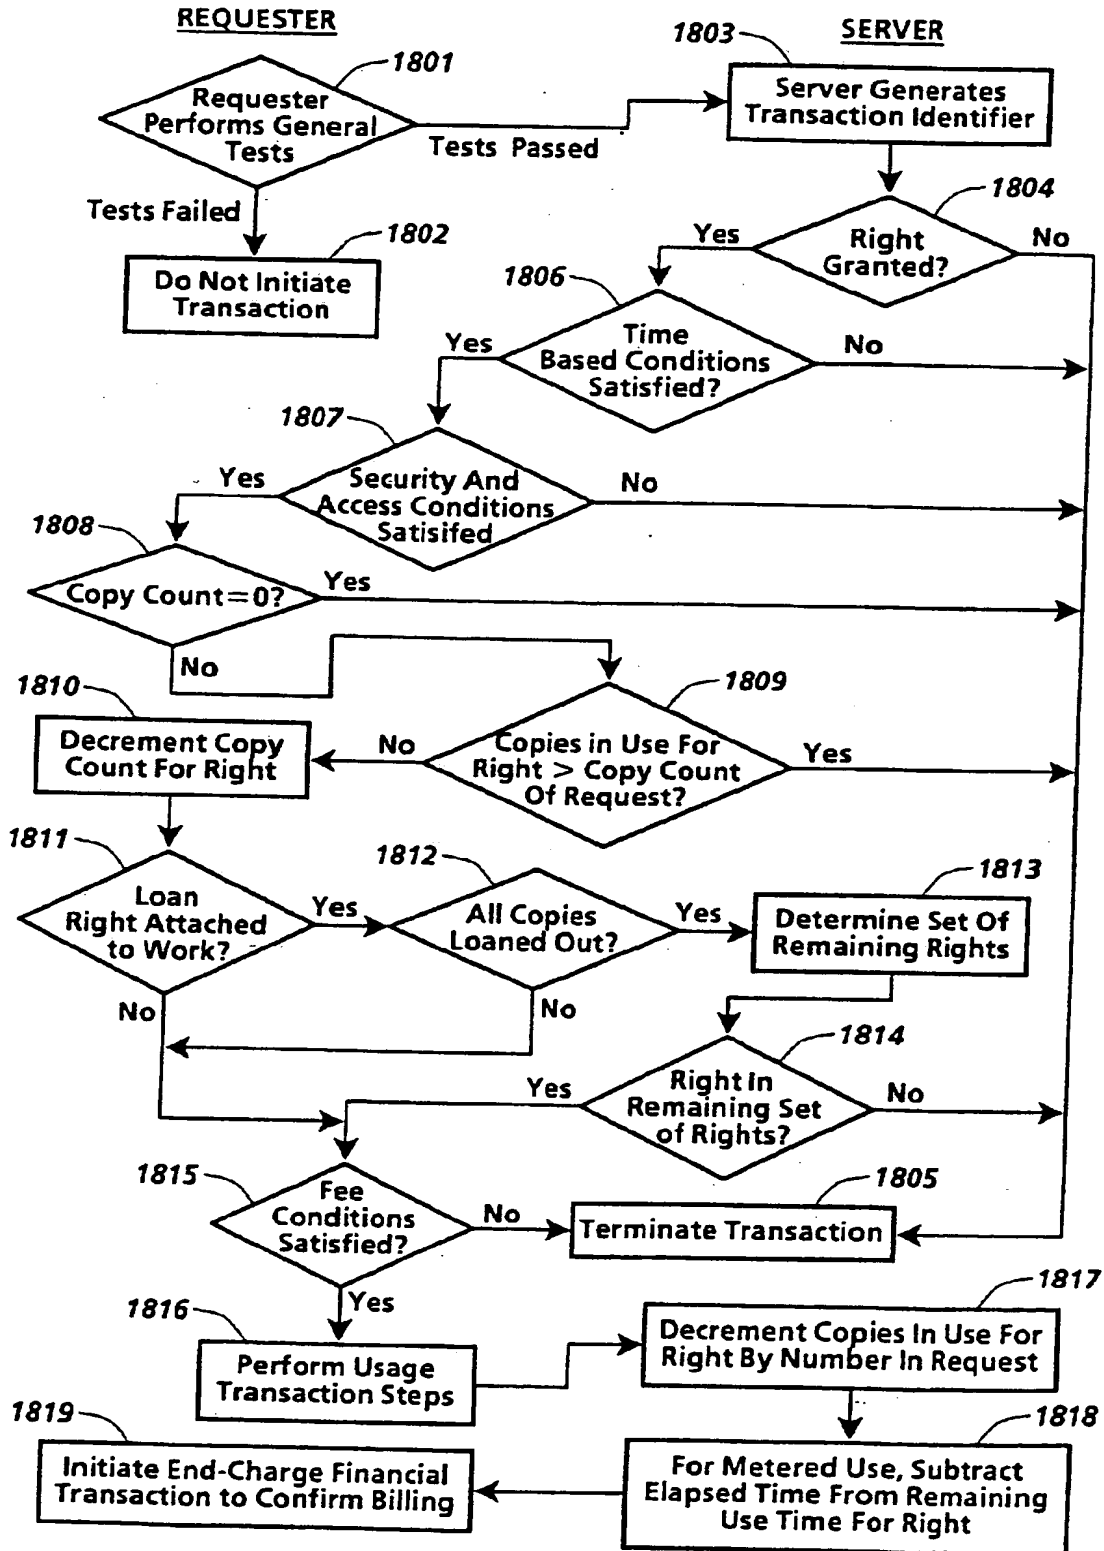 REQUESTER
SERVER
1801
1803
Requester
Performs General
Tests
Server Generates
Transaction Identifier
Tests Passed
Tests Failed
1802
Do Not Initiate
Transaction
1804
Yes
Right
Granted?
No
1806
Yes
Time
Based Conditions
Satisfied?
No
1807
Yes
Security And
Access Conditions
Satisifed
No
1808
Copy Count=0?
Yes
No
1809
1810
Decrement Copy
Count For Right
No
Copies in Use For
Right > Copy Count
Of Request?
Yes
1811
1812
1813
Loan
Right Attached
to Work?
Yes
All Copies
Loaned Out?
Yes
Determine Set Of
Remaining Rights
No
No
1814
Yes
Right In
Remaining Set
of Rights?
No
1815
1805
Fee
Conditions
Satisfied?
No
Terminate Transaction
Yes
1816
1817
Perform Usage
Transaction Steps
Decrement Copies In Use For
Right By Number In Request
1819
1818
Initiate End-Charge Financial
Transaction to Confirm Billing
For Metered Use, Subtract
Elapsed Time From Remaining
Use Time For Right